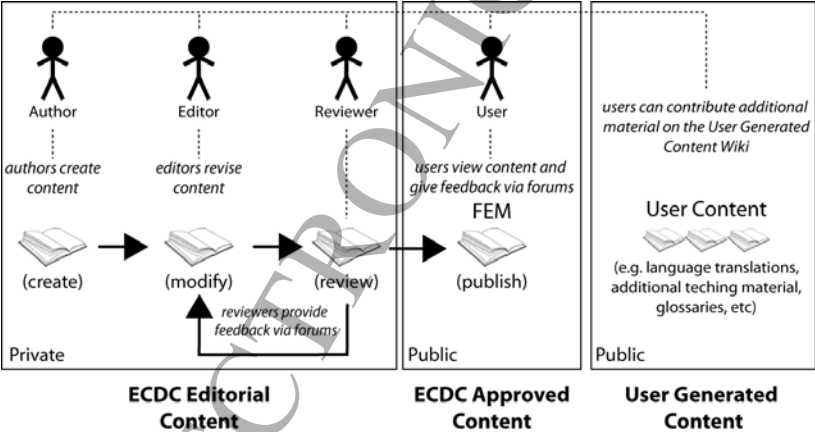 Author
Editor
Reviewer
User
authors create
content
editors revise
content
users view content and
give feedback via forums
users can contribute additional
material on the User Generated
Content Wiki
FEM
User Content
(create)
(modify)
(review)
(publish)
(e.g. language translations,
additional teching material,
glossaries, etc)
reviewers provide
feedback via forums
Private
Public
Public
ECDC Editorial
Content
ECDC Approved
Content
User Generated
Content
CTRONIC